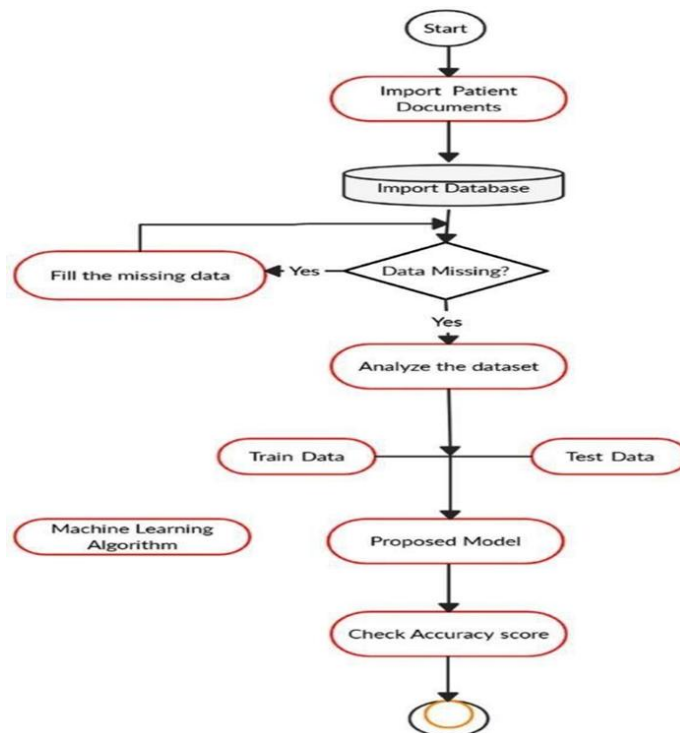 Start
Import Patient
Documents
Import Database
Fill the missing data
Yes
Data Missing?
Yes
Analyze the dataset
Train Data
Test Data
Machine Learning
Algorithm
Proposed Model
Check Accuracy score